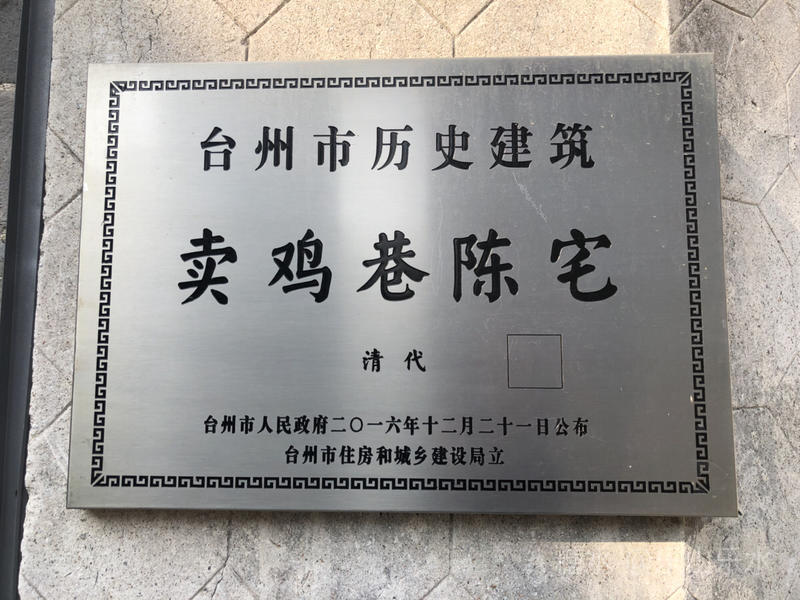 台州市历史建筑
卖鸡巷陈宅
清代
台州市人民政府二〇一六年十二月二十一日公布
台州市住房和城乡建设局立